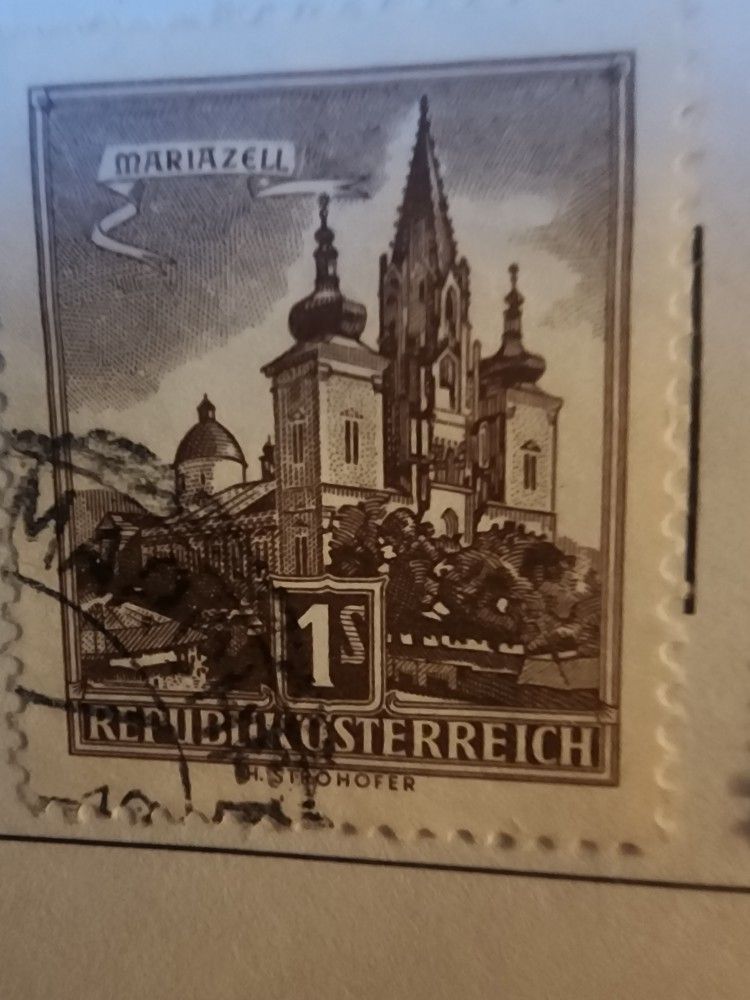 MARIAZELL
1S
REPUBLIK ÖSTERREICH
H. STROHOFER